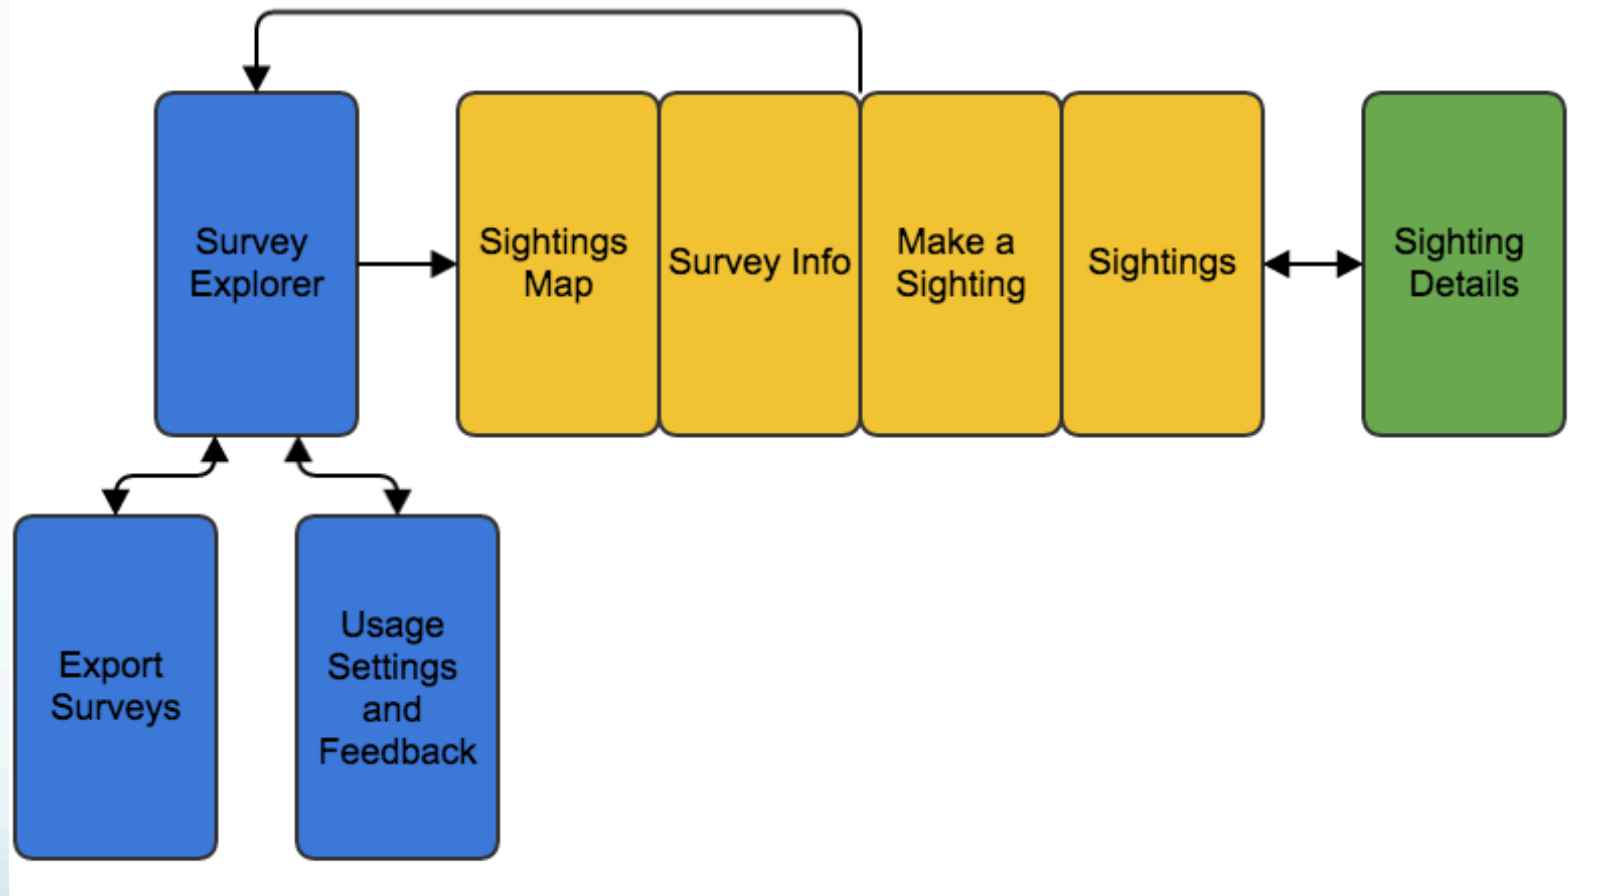 Survey
Explorer
Sightings
Map
Survey Info
Make a
Sighting
Sightings
Sighting
Details
Export
Surveys
Usage
Settings
and
Feedback